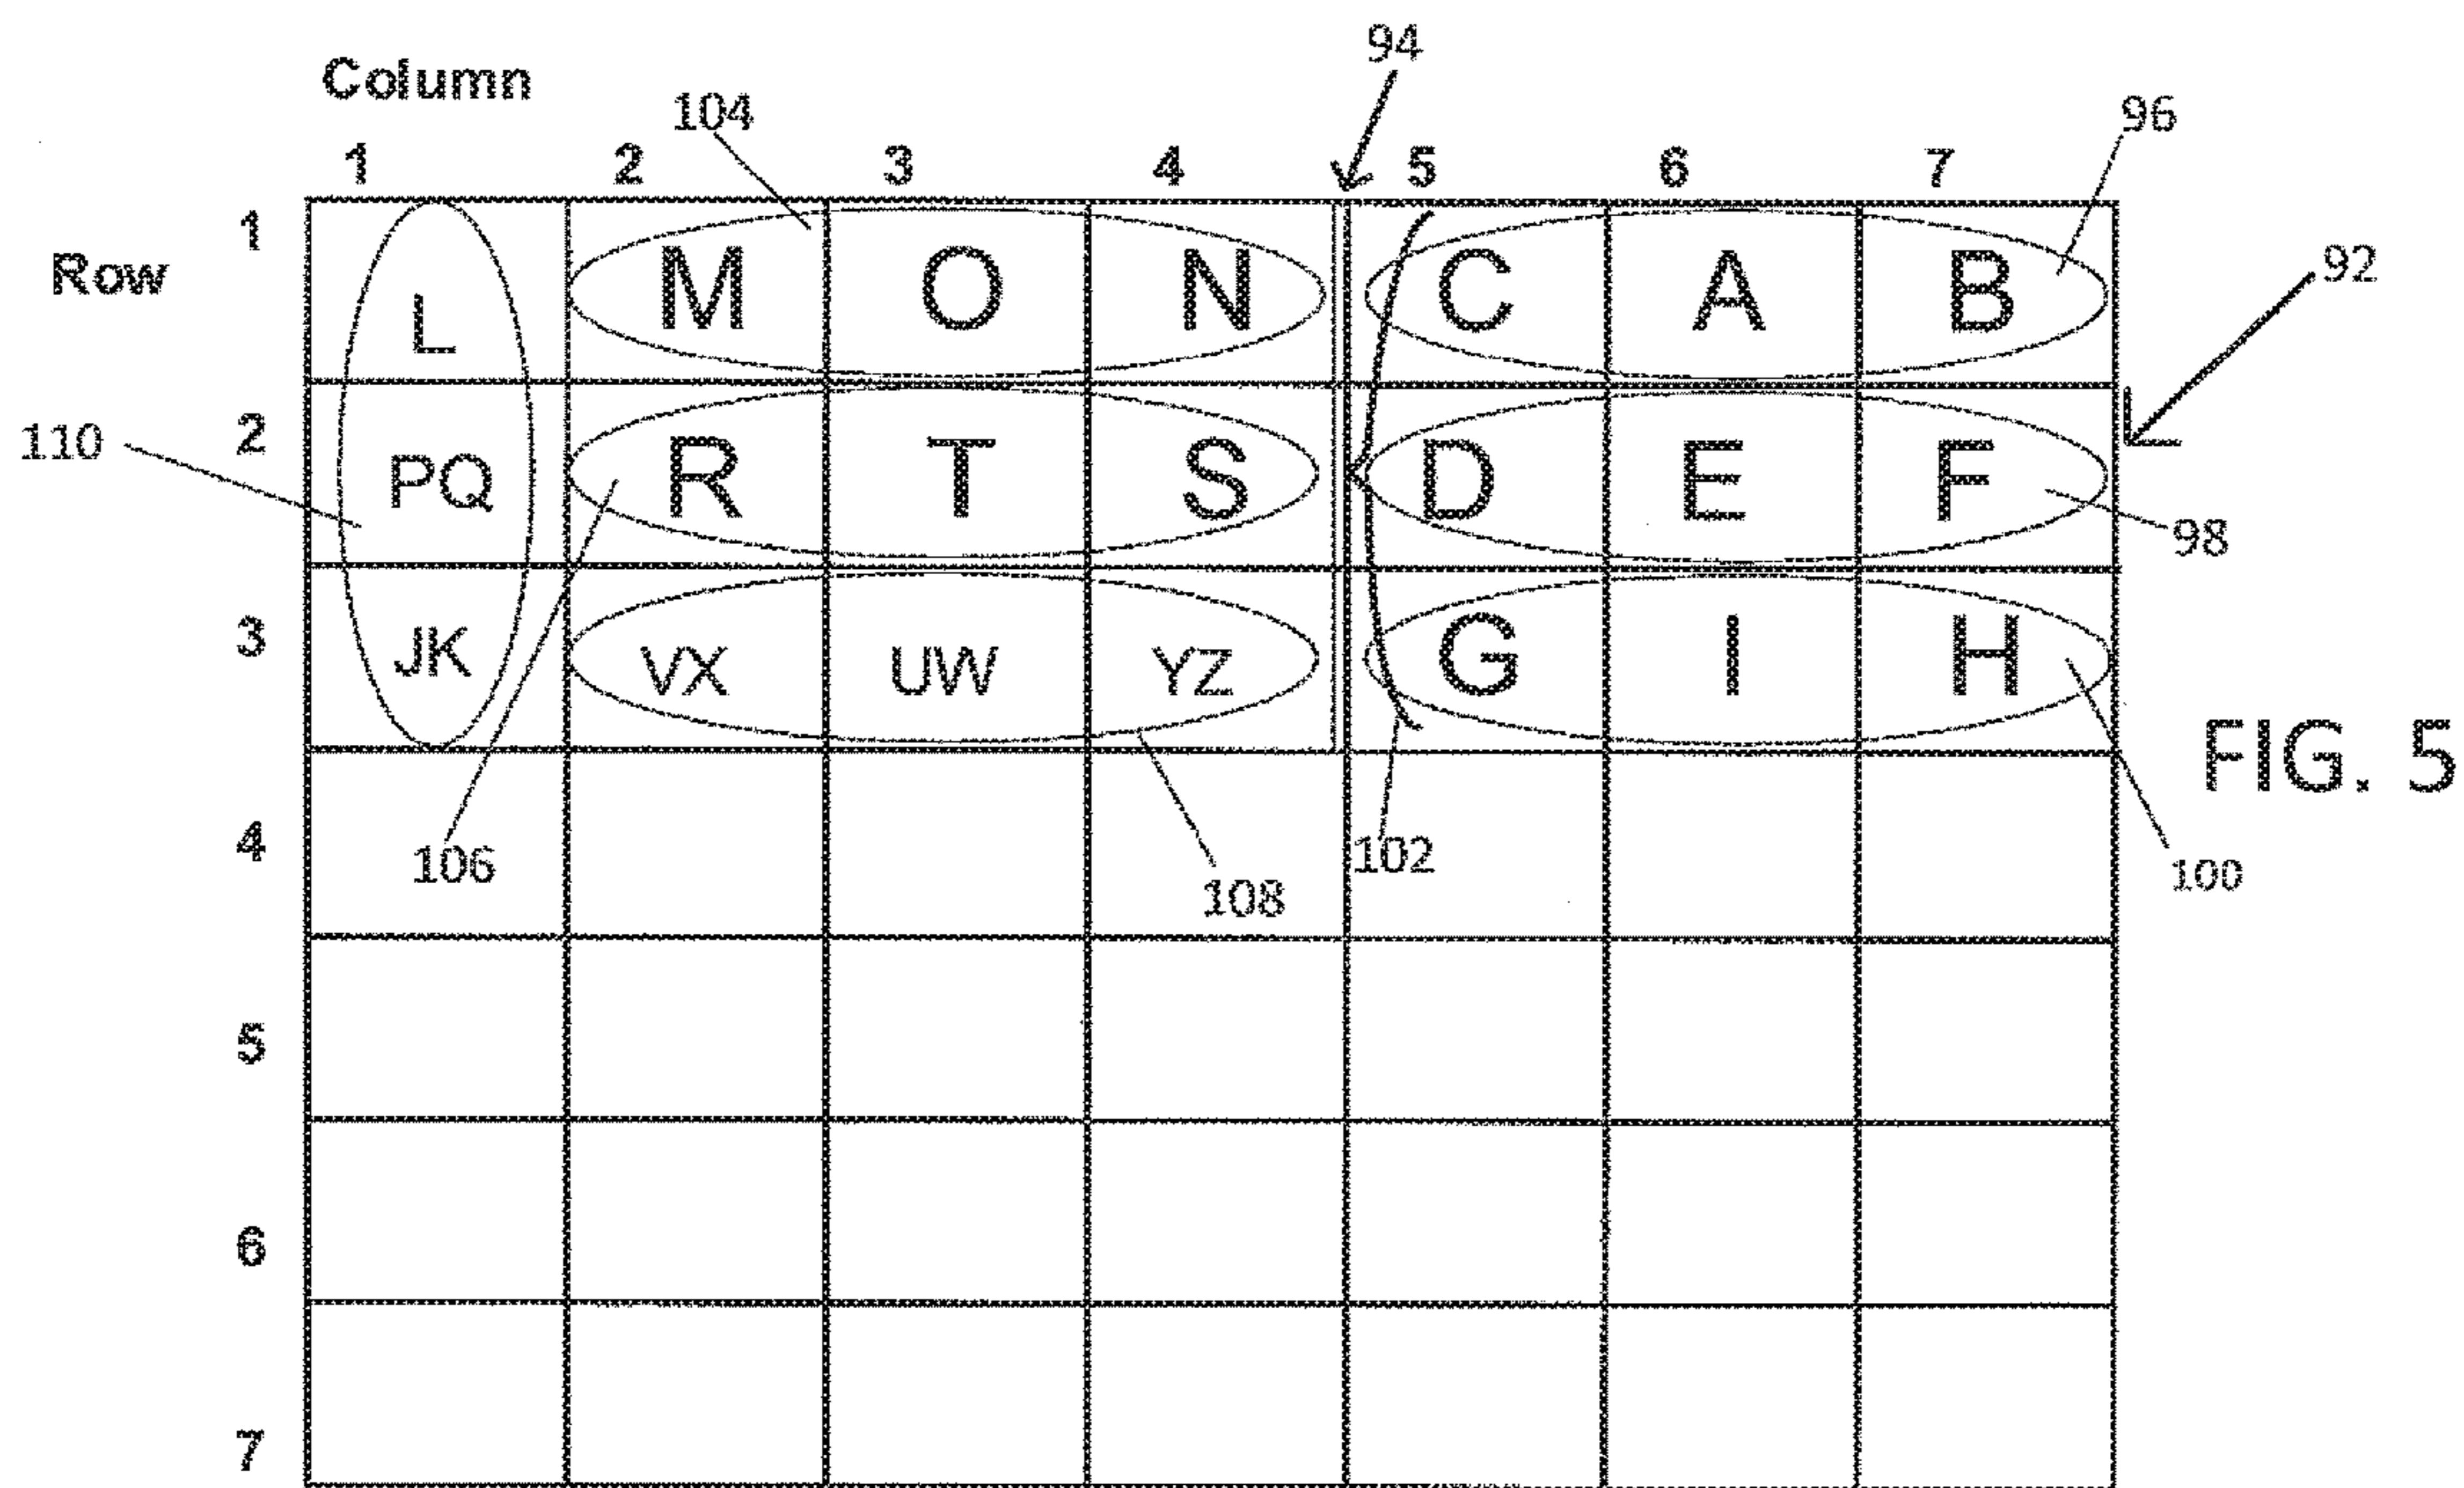 94
Column
104
96
1 2 3 4 5 6 7
1
Row
M O N C A B
92
L
2
110
PQ R T S D E F
98
3
JK VX UW YZ G I H
FIG. 5
4
106
108
102
100
5
6
7